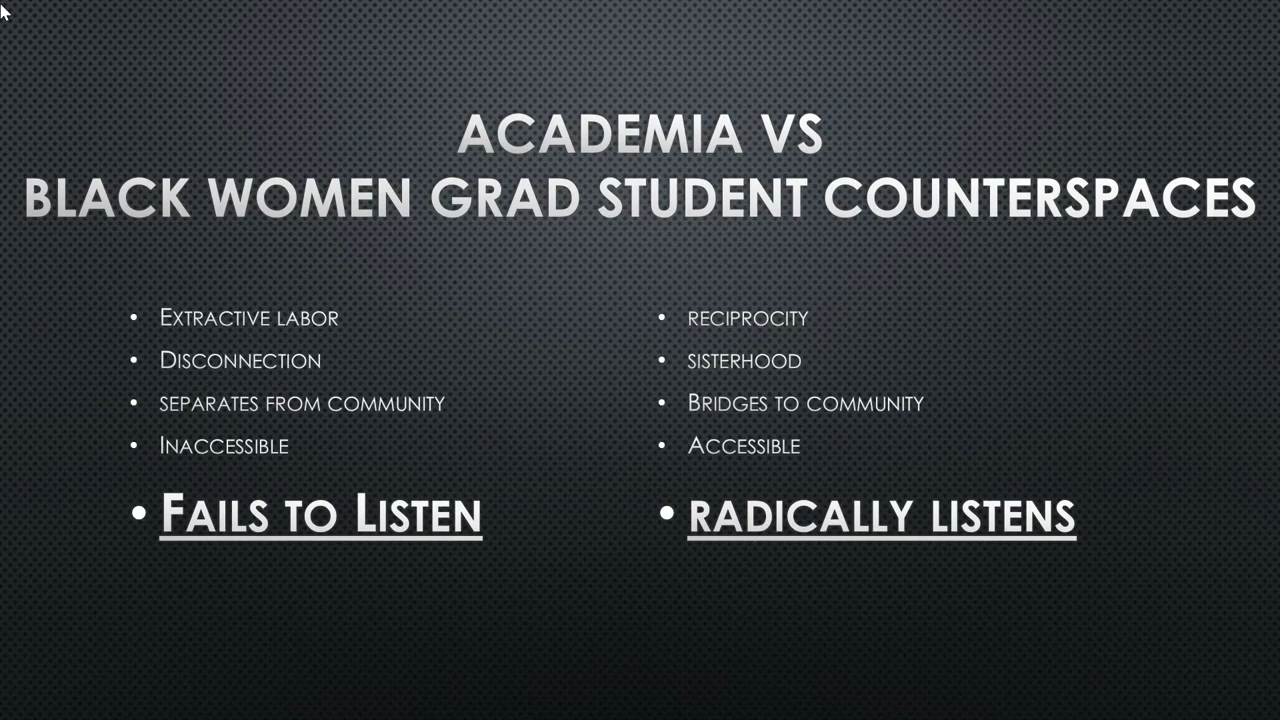 ACADEMIA VS
BLACK WOMEN GRAD STUDENT COUNTERSPACES
• EXTRACTIVE LABOR
• DISCONNECTION
• SEPARATES FROM COMMUNITY
• INACCESSIBLE
• FAILS TO LISTEN
• RECIPROCITY
• SISTERHOOD
• BRIDGES TO COMMUNITY
• ACCESSIBLE
• RADICALLY LISTENS